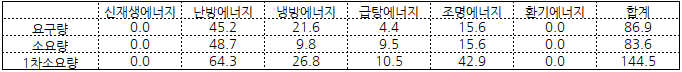 신재생에너지 난방에너지 냉방에너지 급탕에너지 조명에너지 환기에너지 합계
요구량 0.0 45.2 21.6 4.4 15.6 0.0 86.9
소요량 0.0 48.7 9.8 9.5 15.6 0.0 83.6
1차소요량 0.0 64.3 26.8 10.5 42.9 0.0 144.5